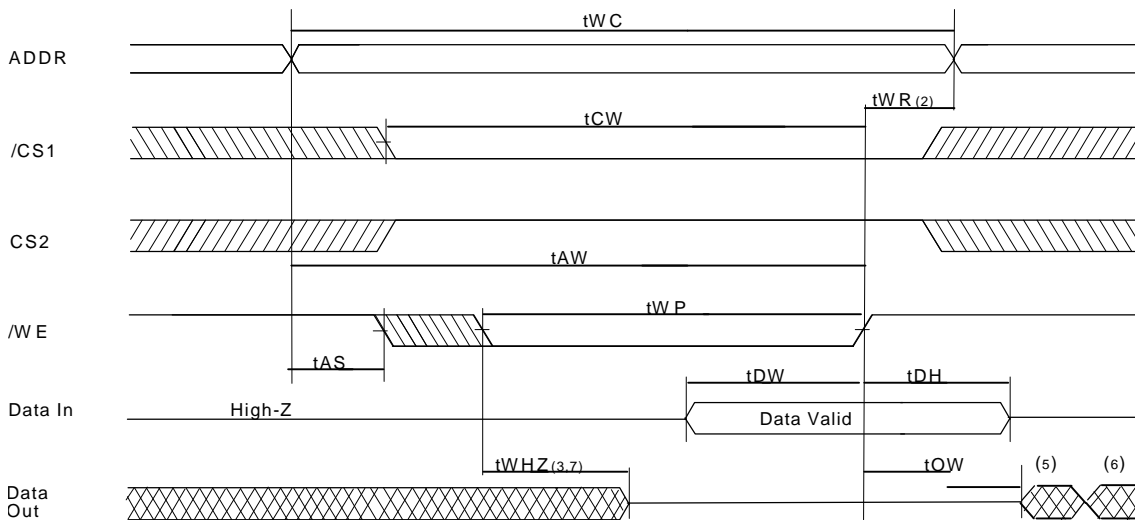 tWC
ADDR
tWR (2)
tCW
/CS1
CS2
tAW
tWP
/WE
tAS
tDW
tDH
Data In
High-Z
Data Valid
tWHZ (3,7)
tOW
(5)
(6)
Data
Out